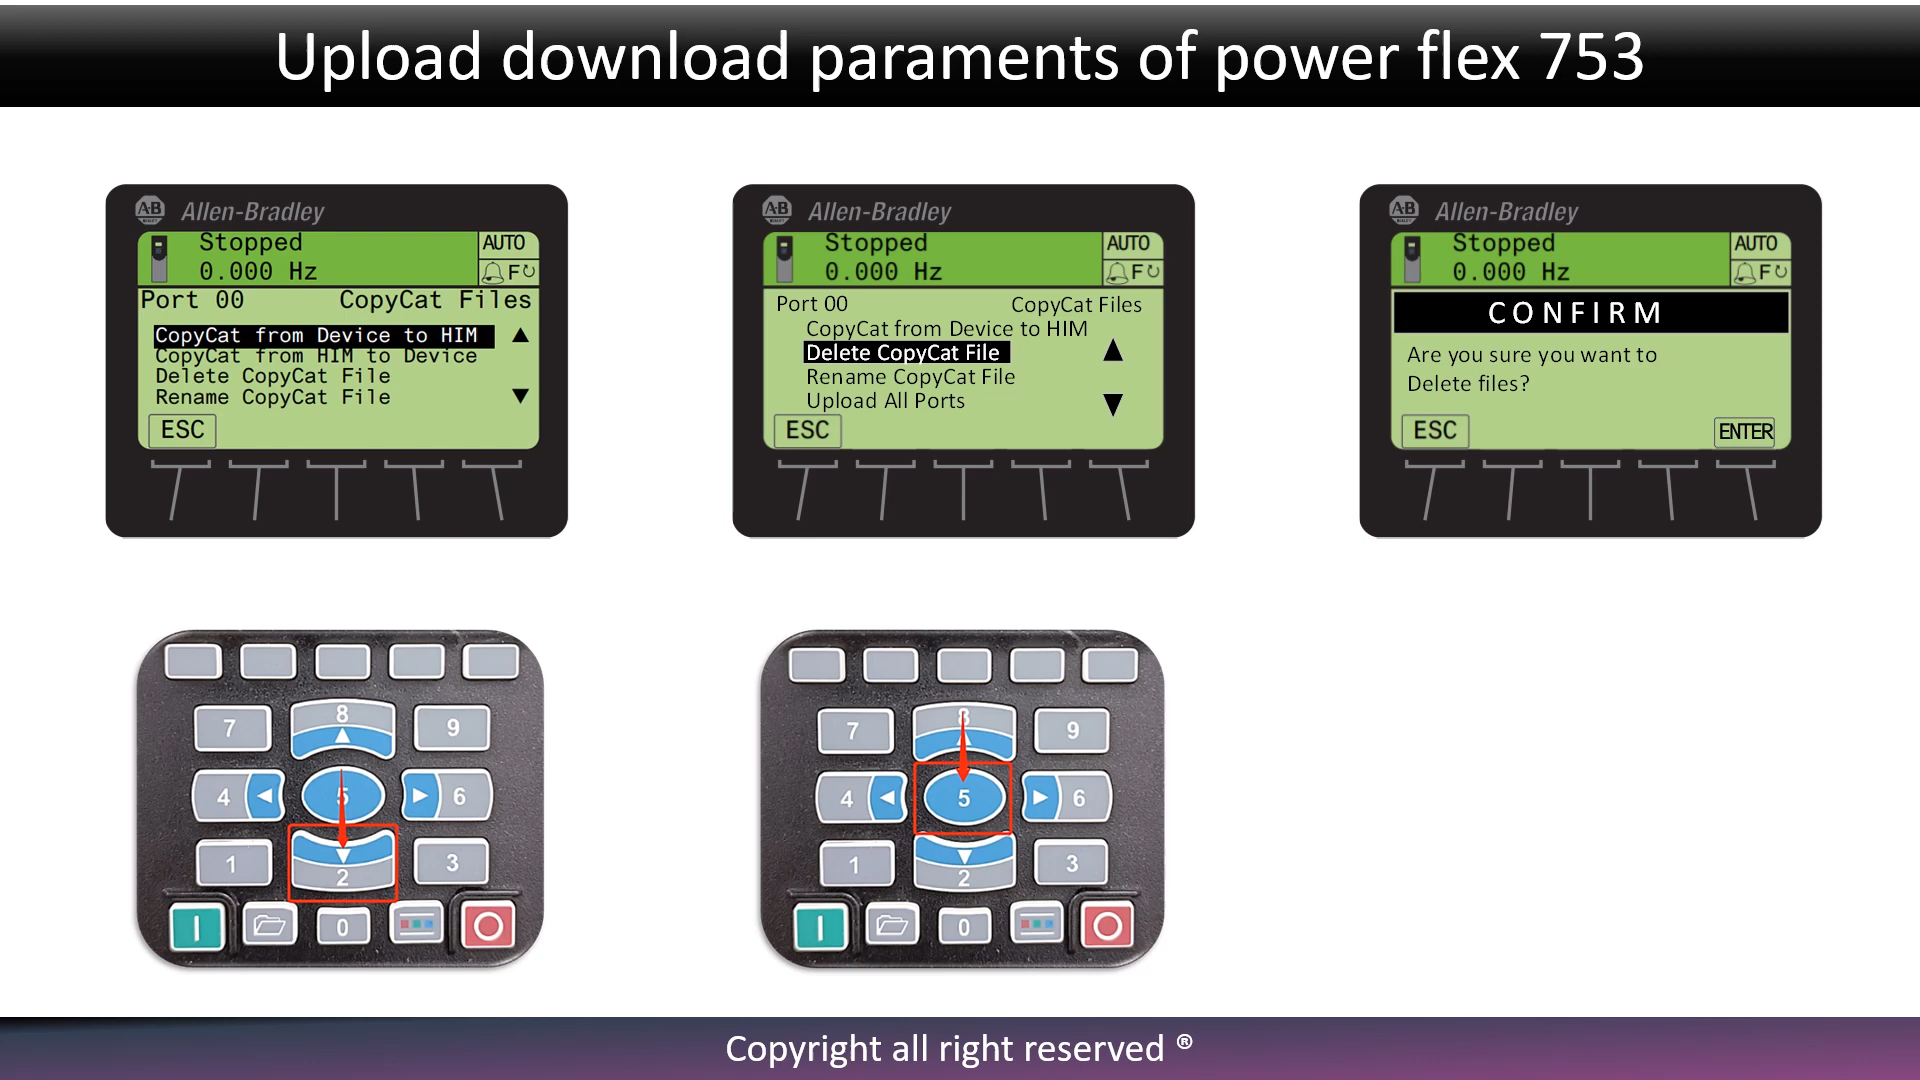 Upload download paraments of power flex 753
A-B
Allen-Bradley
Stopped
0.000 Hz
AUTO
F
Port 00 CopyCat Files
CopyCat from Device to HIM
CopyCat from HIM to Device
Delete CopyCat File
Rename CopyCat File
ESC
A-B
Allen-Bradley
Stopped
0.000 Hz
AUTO
F
Port 00 CopyCat Files
CopyCat from Device to HIM
Delete CopyCat File
Rename CopyCat File
Upload All Ports
ESC
A-B
Allen-Bradley
Stopped
0.000 Hz
AUTO
F
CONFIRM
Are you sure you want to
Delete files?
ESC ENTER
7 8 9
4 5 6
1 2 3
0
7 8 9
4 5 6
1 2 3
0
Copyright all right reserved ®